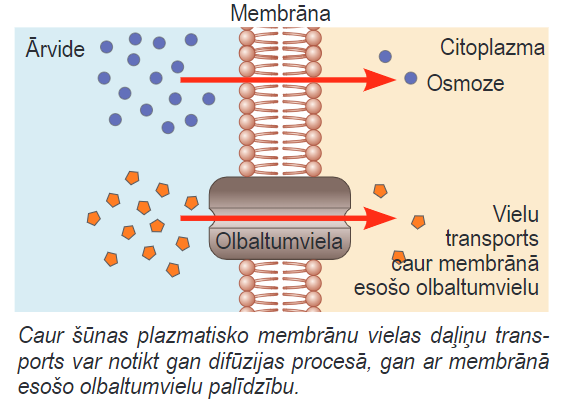 Membrāna
Ārvide
Citoplazma
Osmoze
Olbaltumviela
Vielu
transports
caur membrānā
esošo olbaltumvielu
Caur šūnas plazmatisko membrānu vielas daļiņu trans-
ports var notikt gan difūzijas procesā, gan ar membrānā
esošo olbaltumvielu palīdzību.